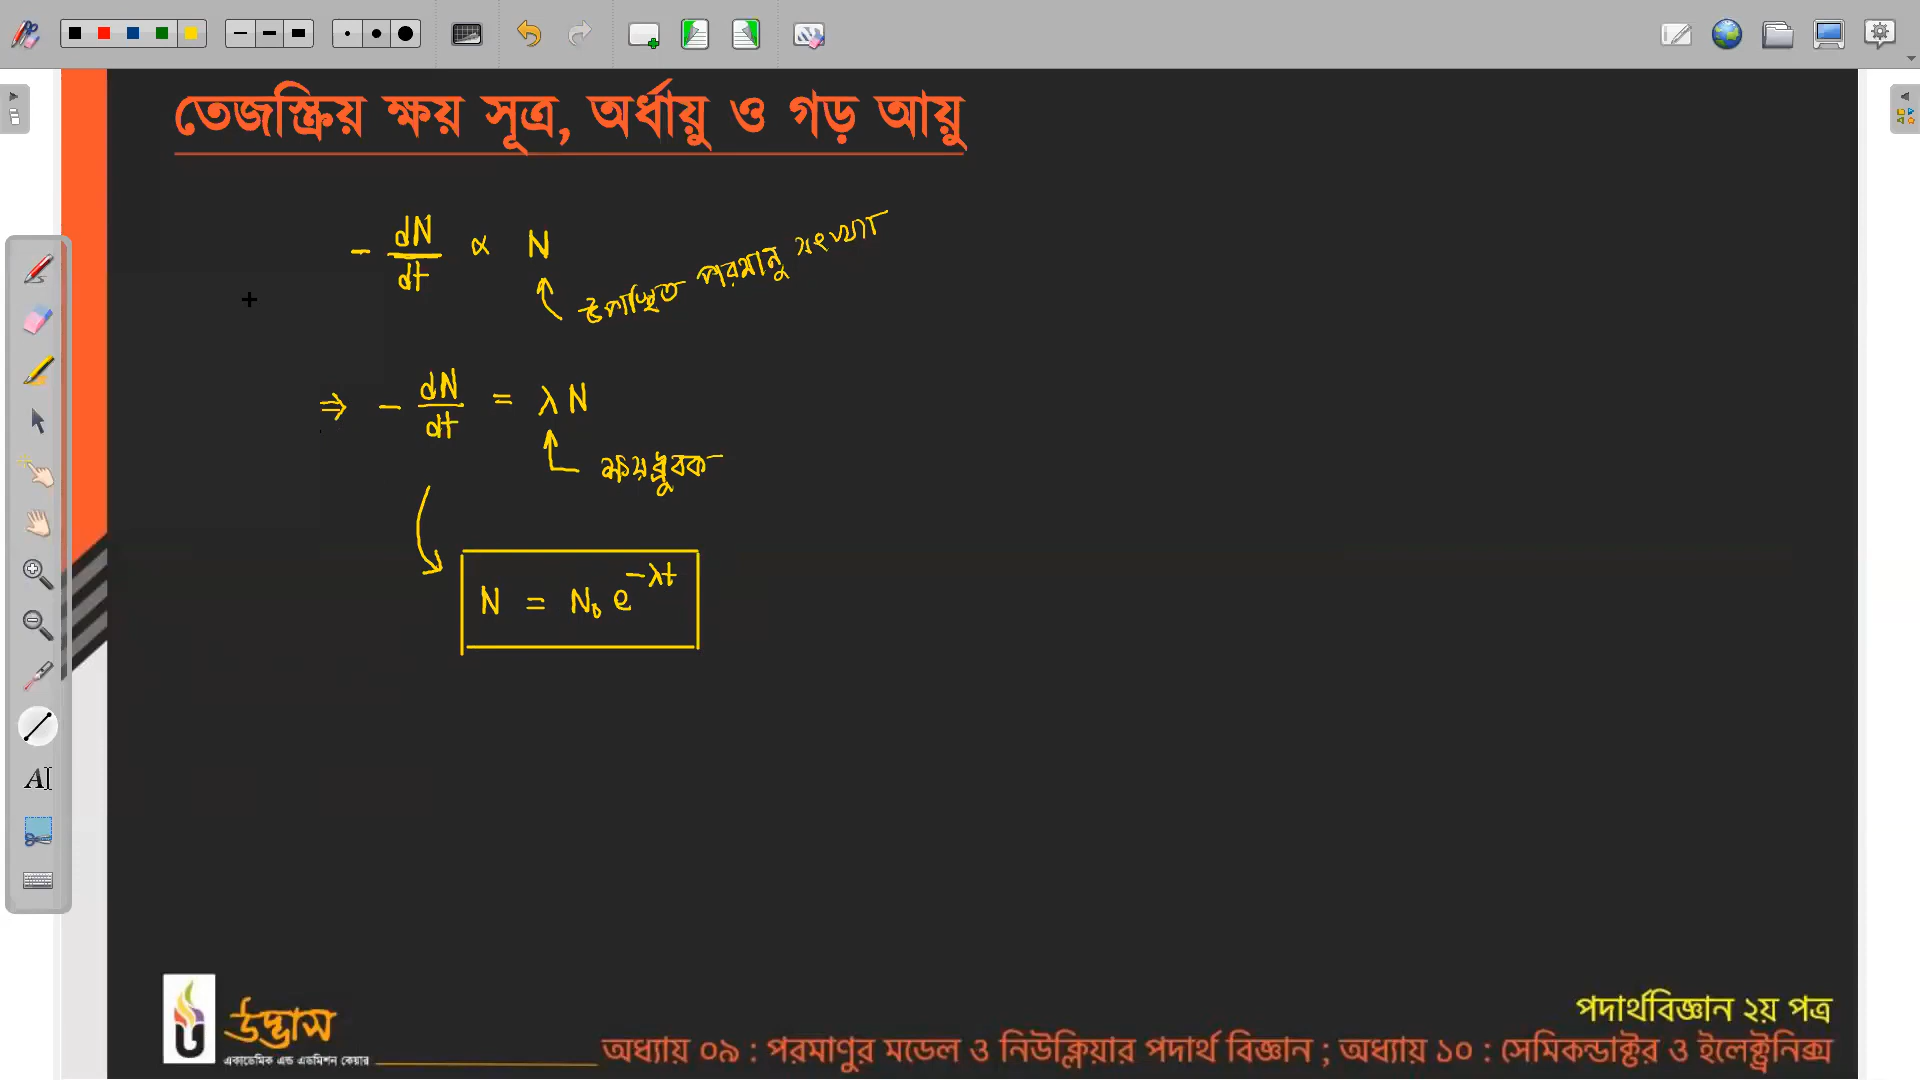 তেজস্ক্রিয় ক্ষয় সূত্র, অর্ধায়ু ও গড় আয়ু
- dN/dt ∝ N
উপস্থিত পরমানু সংখ্যা
⇒ - dN/dt = λN
ক্ষয়ধ্রুবক
N = N₀ e^{-λt}
পদার্থবিজ্ঞান ২য় পত্র
উদ্ভাস
একাডেমিক এন্ড এডমিশন কেয়ার
অধ্যায় ০৯ : পরমাণুর মডেল ও নিউক্লিয়ার পদার্থ বিজ্ঞান ; অধ্যায় ১০ : সেমিকন্ডাক্টর ও ইলেক্ট্রনিক্স